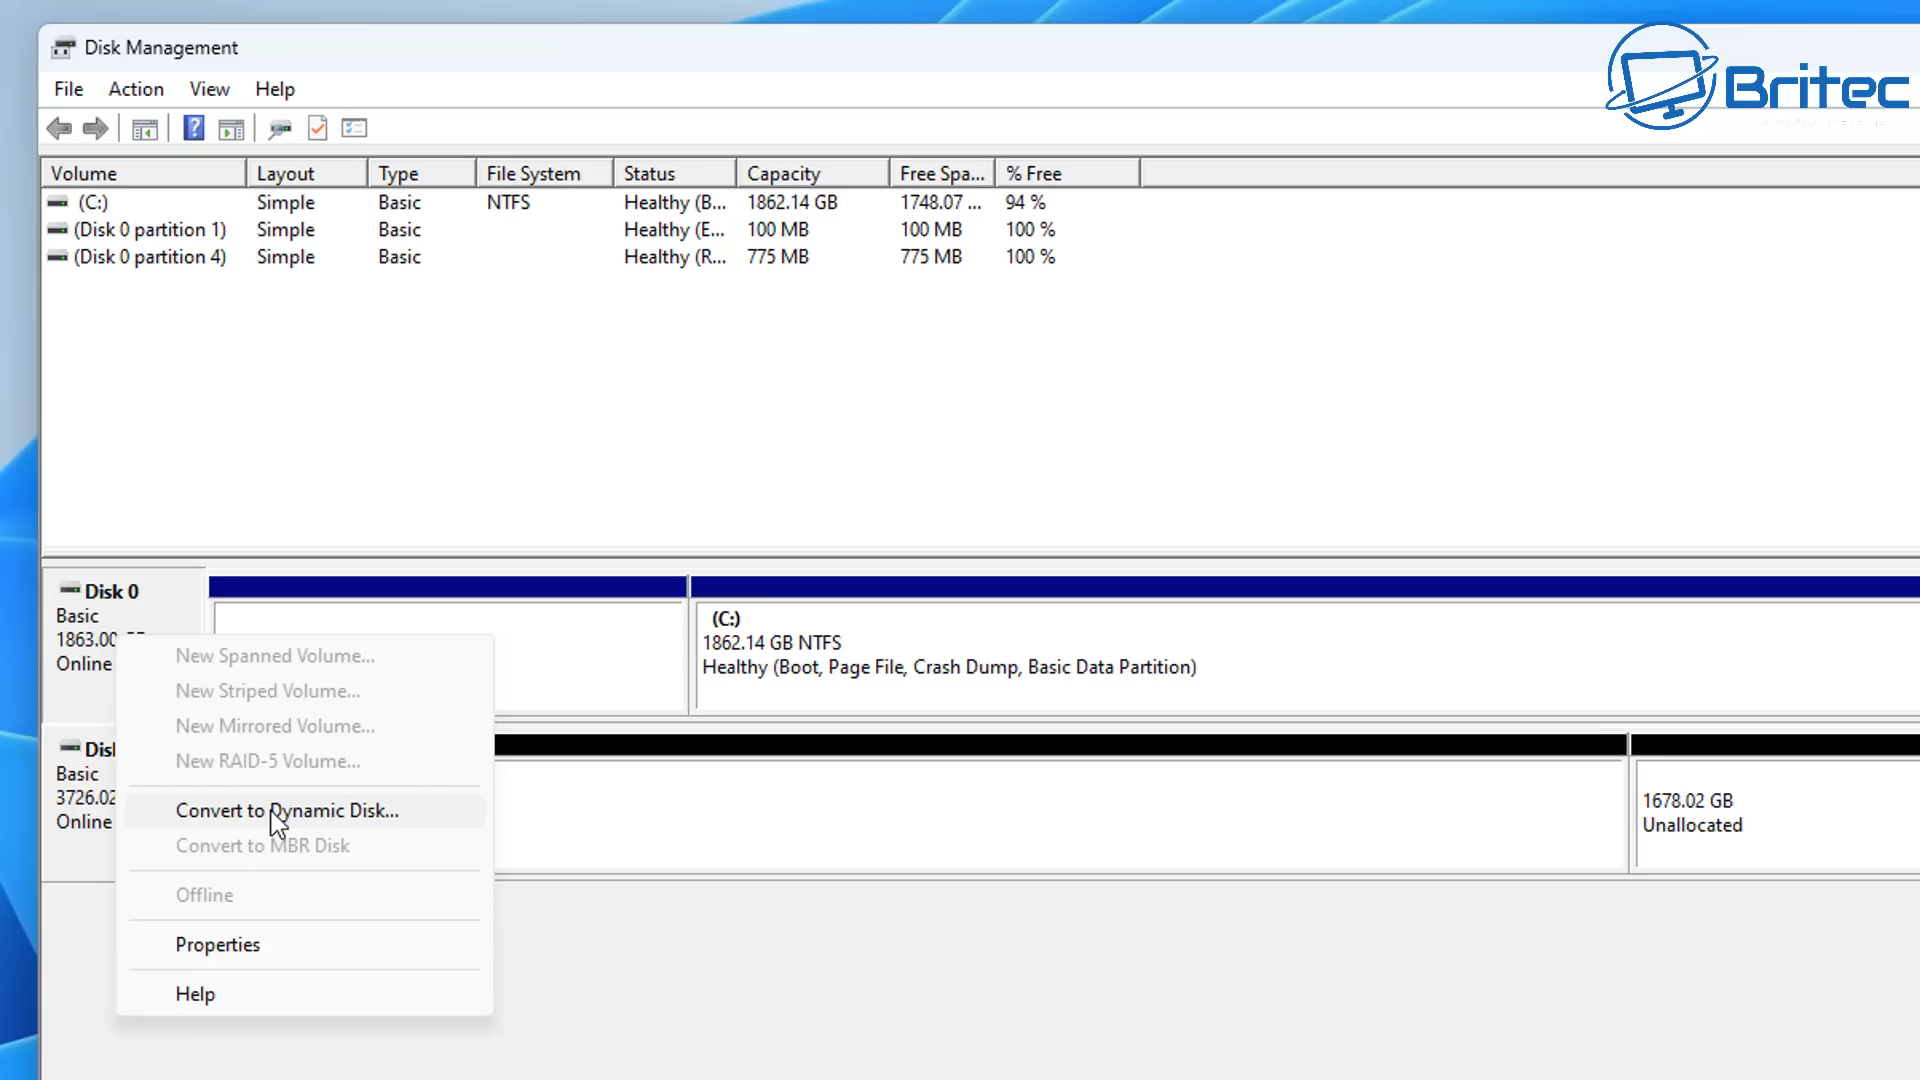 Disk Management
Britec
File Action View Help
Volume Layout Type File System Status Capacity Free Spa... % Free
(C:) Simple Basic NTFS Healthy (B... 1862.14 GB 1748.07 ... 94 %
(Disk 0 partition 1) Simple Basic Healthy (E... 100 MB 100 MB 100 %
(Disk 0 partition 4) Simple Basic Healthy (R... 775 MB 775 MB 100 %
Disk 0
Basic
1863.00
Online
(C:)
1862.14 GB NTFS
Healthy (Boot, Page File, Crash Dump, Basic Data Partition)
New Spanned Volume...
New Striped Volume...
New Mirrored Volume...
New RAID-5 Volume...
Convert to Dynamic Disk...
Convert to MBR Disk
Offline
Properties
Help
Basic
3726.02
Online
1678.02 GB
Unallocated